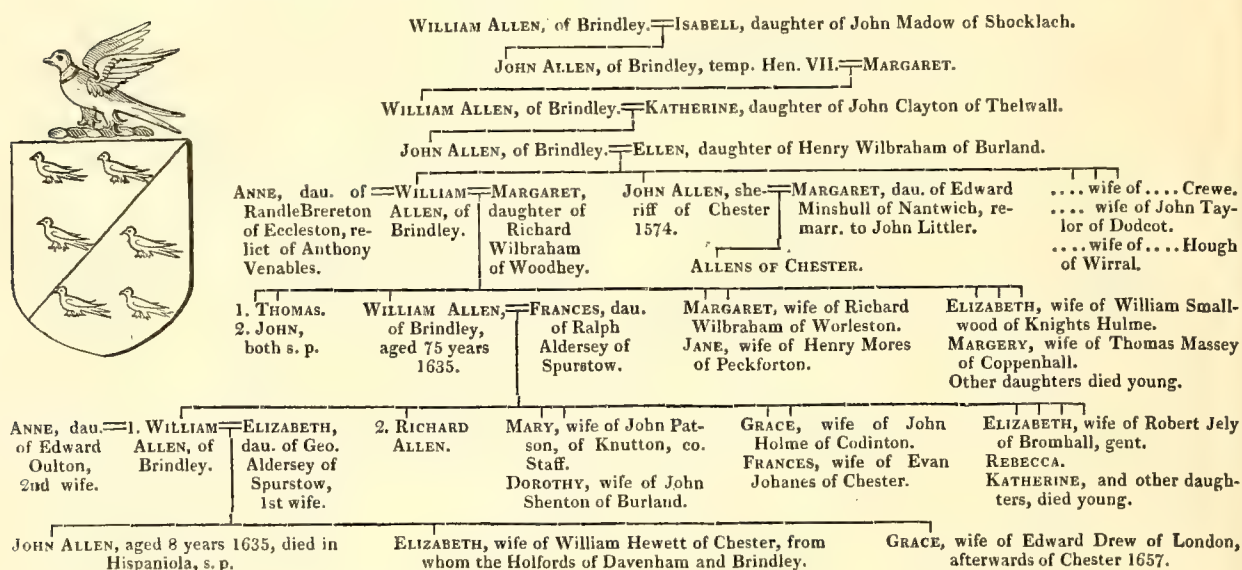 WILLIAM ALLEN, of Brindley.=ISABELL, daughter of John Madow of Shocklach.
JOHN ALLEN, of Brindley, temp. Hen. VII.=MARGARET.
WILLIAM ALLEN, of Brindley.=KATHERINE, daughter of John Clayton of Thelwall.
JOHN ALLEN, of Brindley.=ELLEN, daughter of Henry Wilbraham of Burland.
ANNE, dau. of
Randle Brereton
of Eccleston, re-
lict of Anthony
Venables.
=WILLIAM=
ALLEN, of
Brindley.
MARGARET,
daughter of
Richard
Wilbraham
of Woodhey.
JOHN ALLEN, she-
riff of Chester
1574.
=MARGARET, dau. of Edward
Minshull of Nantwich, re-
marr. to John Littler.
ALLENS OF CHESTER.
.... wife of .... Crewe.
.... wife of John Tay-
lor of Dodcot.
.... wife of .... Hough
of Wirral.
1. THOMAS.
2. JOHN,
both s. p.
WILLIAM ALLEN,=
of Brindley,
aged 75 years
1635.
FRANCES, dau.
of Ralph
Aldersey of
Spurstow.
MARGARET, wife of Richard
Wilbraham of Worleston.
JANE, wife of Henry Mores
of Peckforton.
ELIZABETH, wife of William Small-
wood of Knights Hulme.
MARGERY, wife of Thomas Massey
of Coppenhall.
Other daughters died young.
ANNE, dau.
of Edward
Oulton,
2nd wife.
=1. WILLIAM=
ALLEN, of
Brindley.
ELIZABETH,
dau. of Geo.
Aldersey of
Spurstow,
1st wife.
2. RICHARD
ALLEN.
MARY, wife of John Pat-
son, of Knutton, co.
Staff.
DOROTHY, wife of John
Shenton of Burland.
GRACE, wife of John
Holme of Codinton.
FRANCES, wife of Evan
Johanes of Chester.
ELIZABETH, wife of Robert Jely
of Bromhall, gent.
REBECCA.
KATHERINE, and other daugh-
ters, died young.
JOHN ALLEN, aged 8 years 1635, died in
Hispaniola, s. p.
ELIZABETH, wife of William Hewett of Chester, from
whom the Holfords of Davenham and Brindley.
GRACE, wife of Edward Drew of London,
afterwards of Chester 1657.